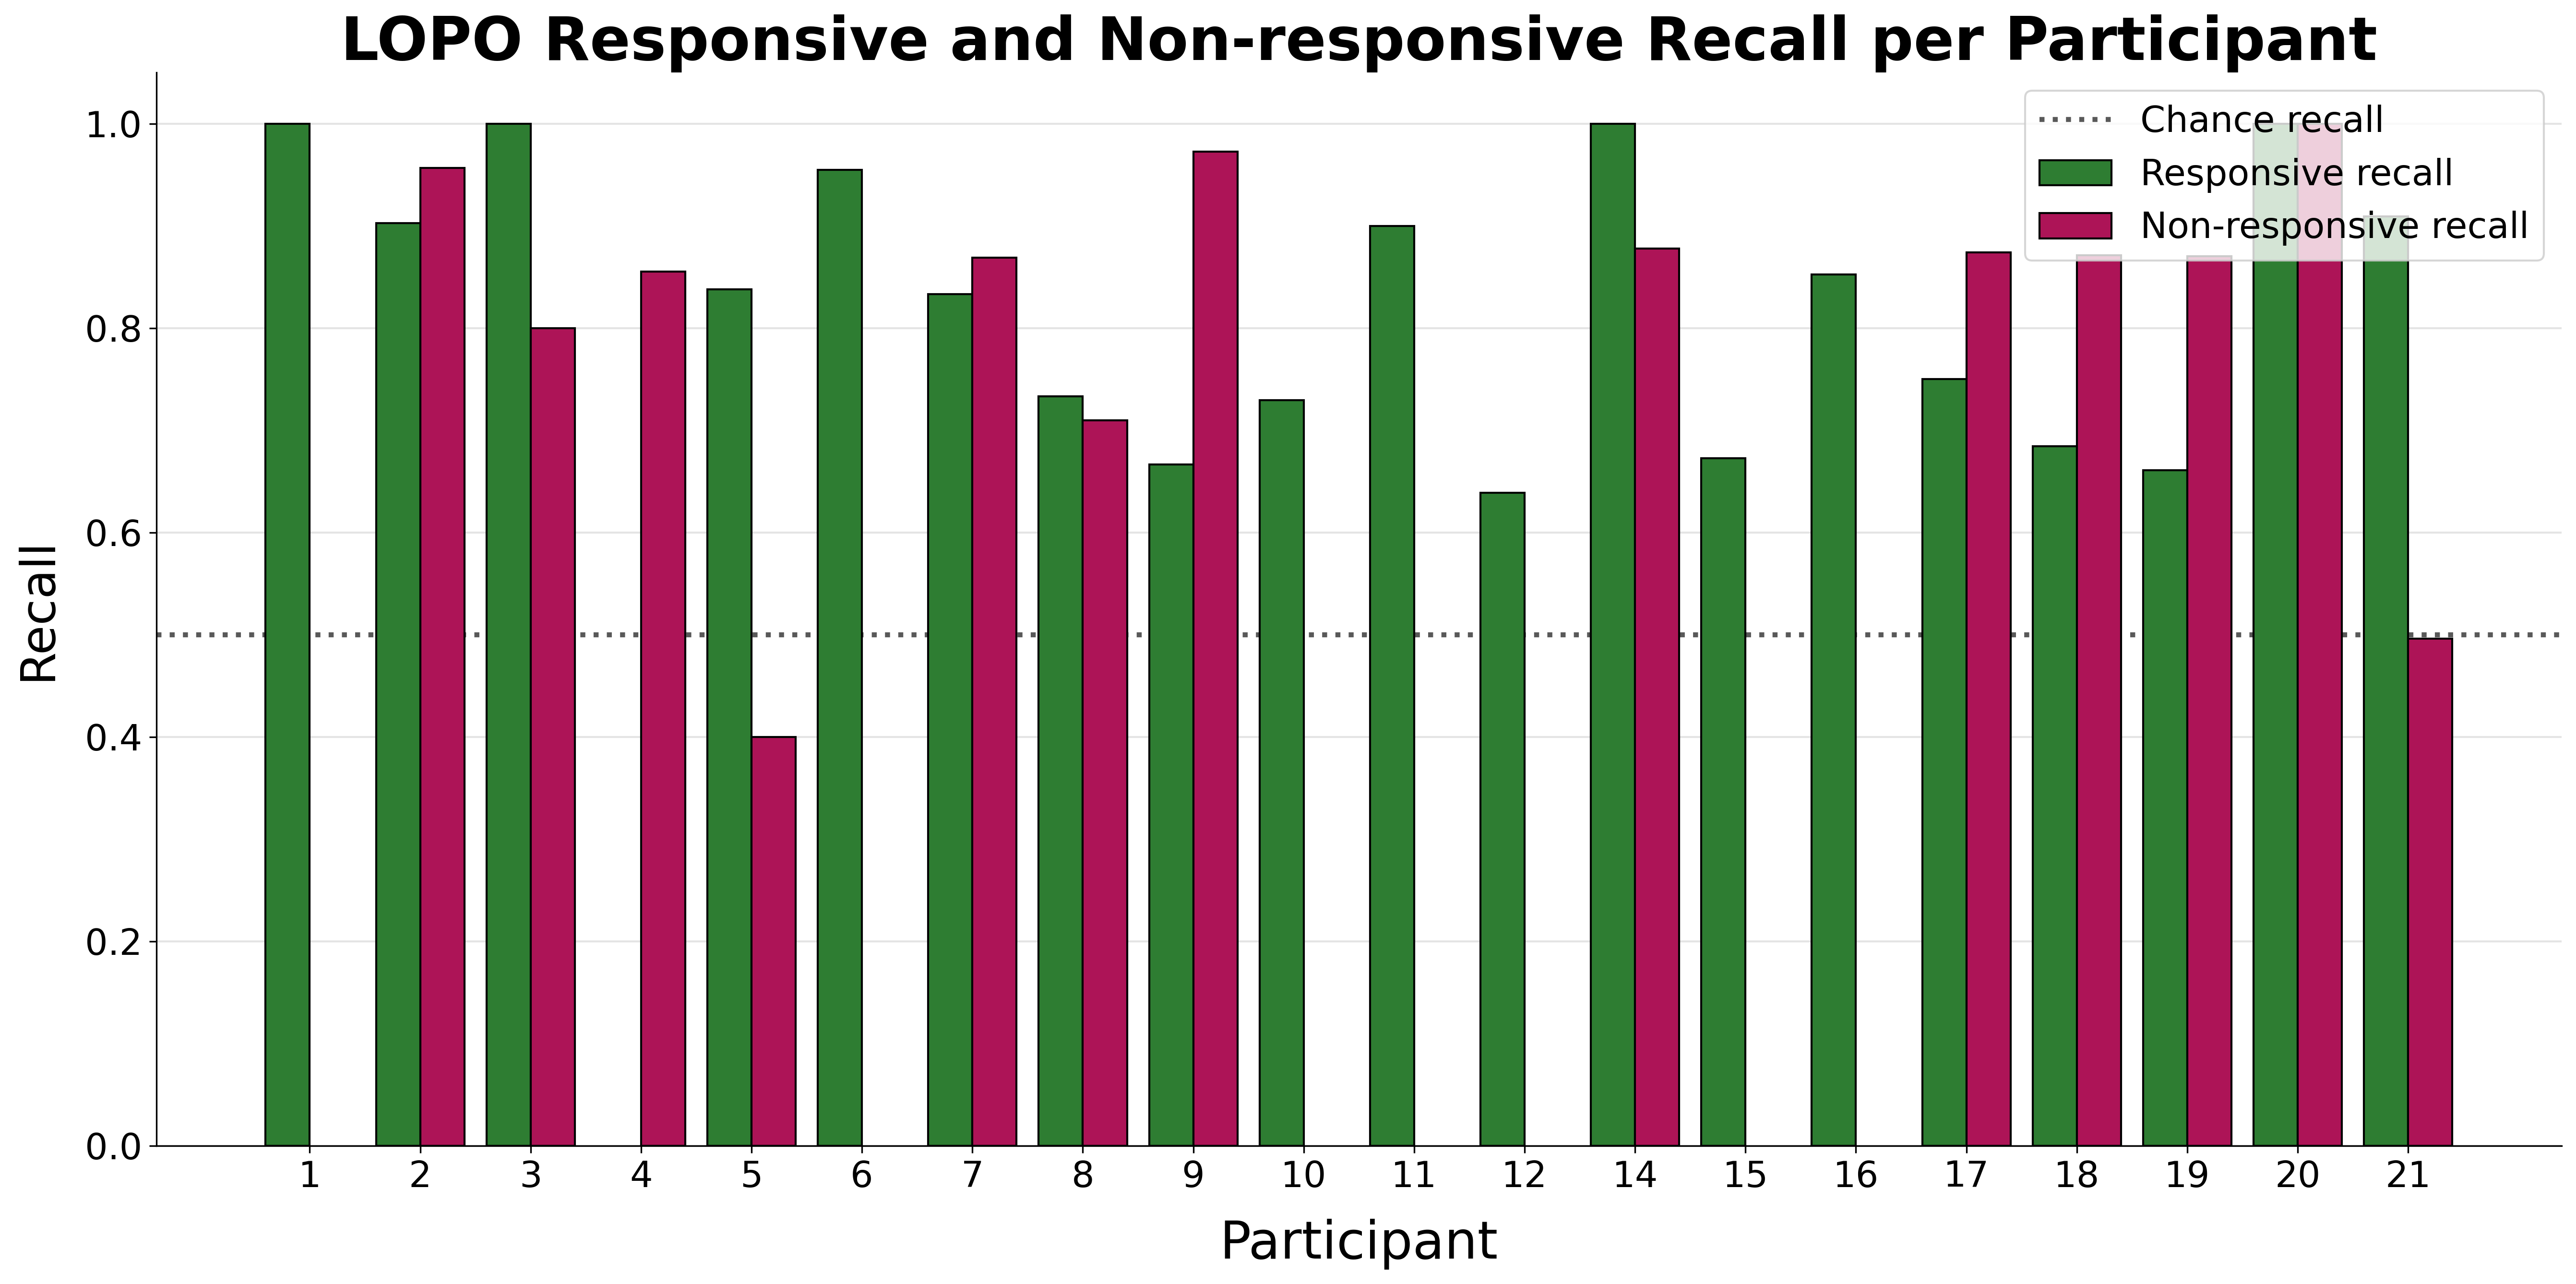 LOPO Responsive and Non-responsive Recall per Participant
Chance recall
Responsive recall
Non-responsive recall
Recall
1.0
0.8
0.6
0.4
0.2
0.0
1 2 3 4 5 6 7 8 9 10 11 12 14 15 16 17 18 19 20 21
Participant